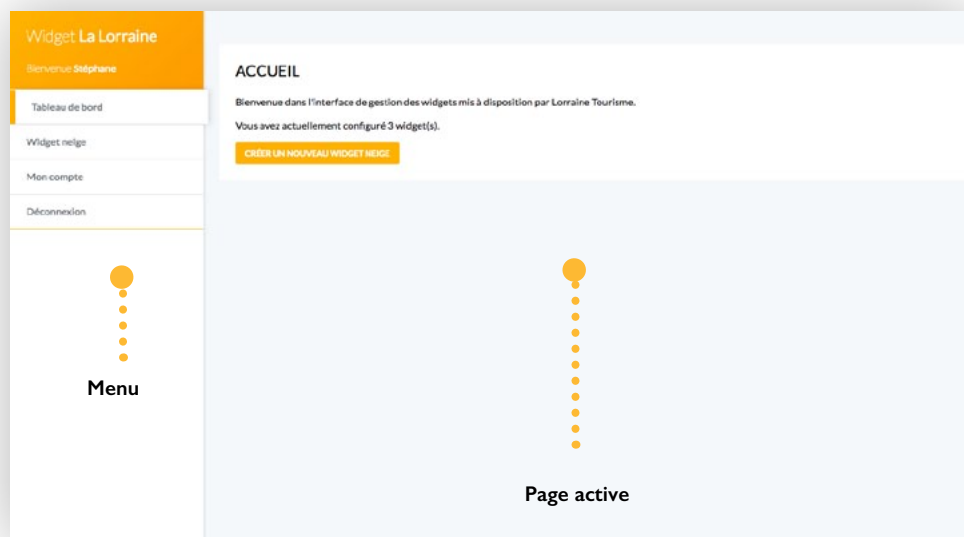 Widget La Lorraine
Bienvenue Stéphane
Tableau de bord
Widget neige
Mon compte
Déconnexion
ACCUEIL
Bienvenue dans l'interface de gestion des widgets mis à disposition par Lorraine Tourisme.
Vous avez actuellement configuré 3 widget(s).
CRÉER UN NOUVEAU WIDGET NEIGE
Menu
Page active